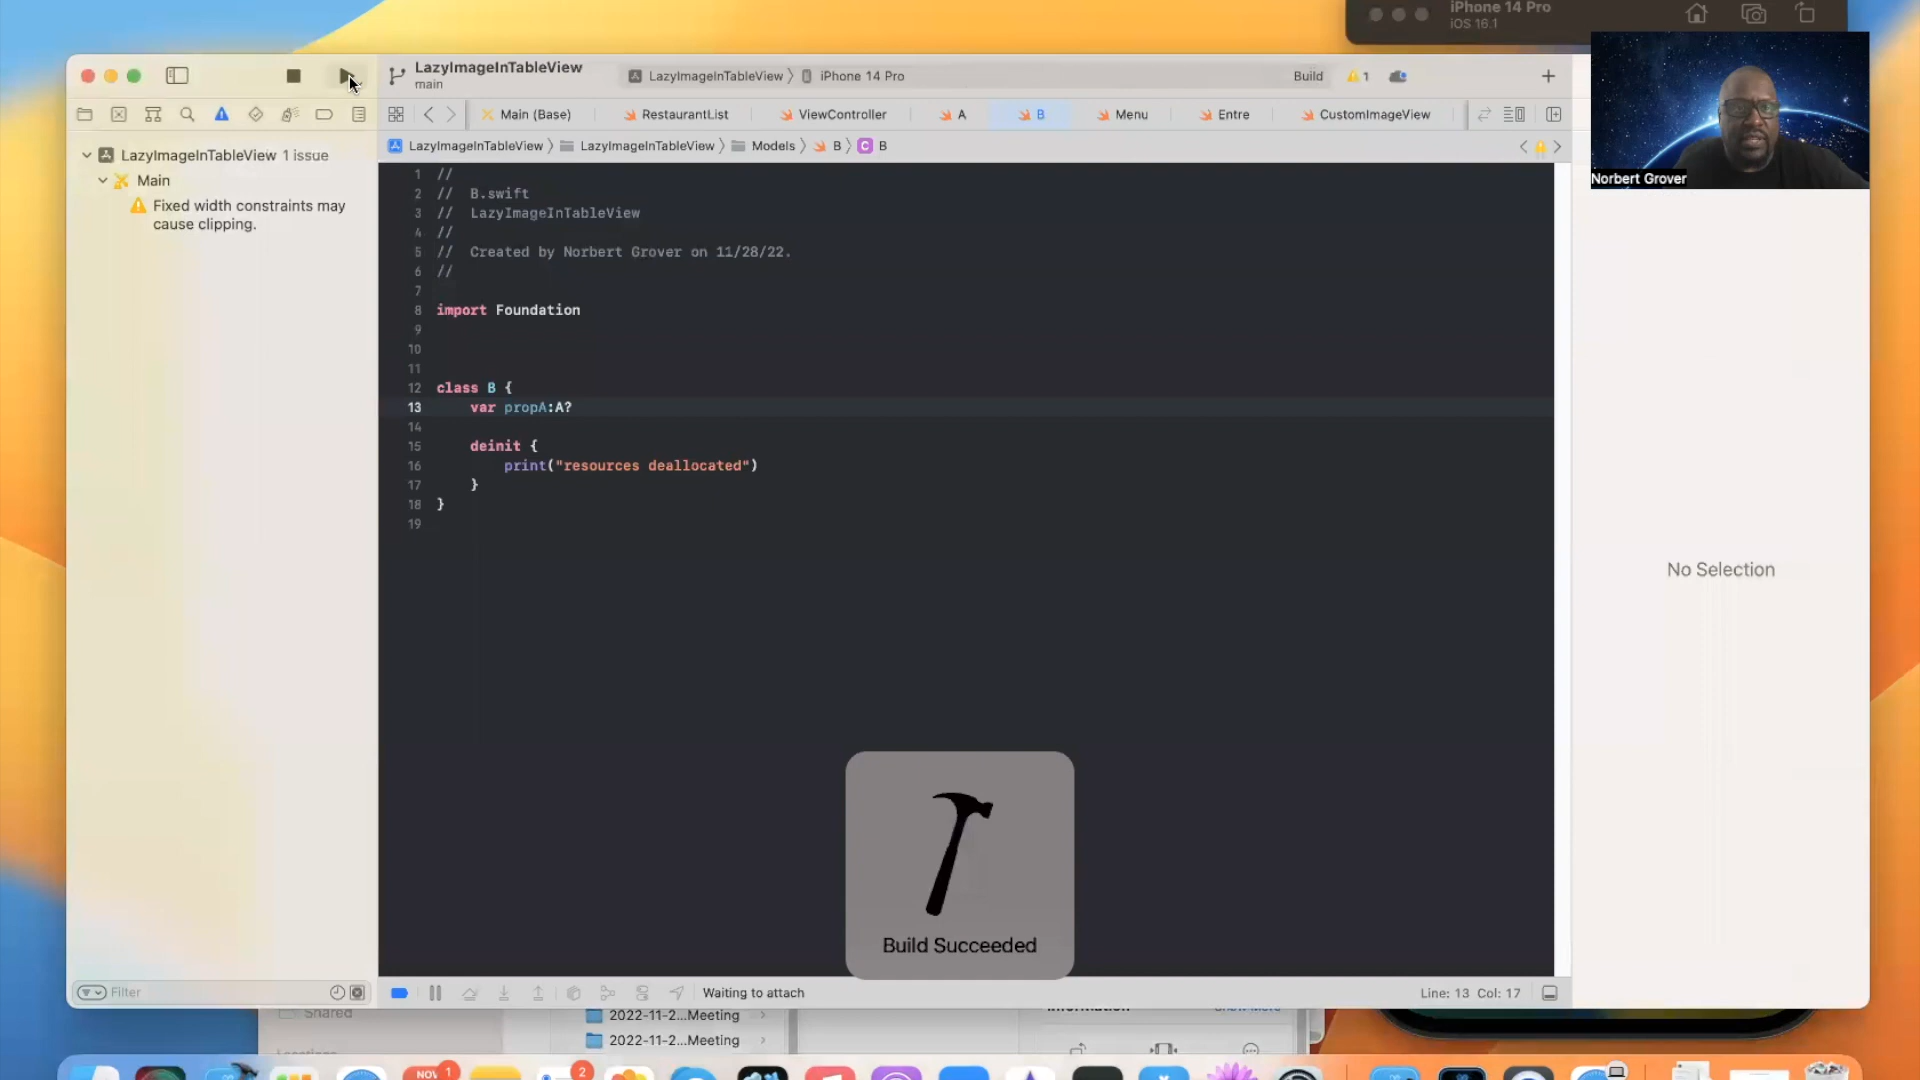 iPhone 14 Pro
iOS 16.1
LazyImageInTableView
main
LazyImageInTableView
iPhone 14 Pro
Build
1
Main (Base)
RestaurantList
ViewController
A
B
Menu
Entre
CustomImageView
LazyImageInTableView
LazyImageInTableView
Models
B
C B
LazyImageInTableView 1 issue
Main
Fixed width constraints may
cause clipping.
1 //
2 // B.swift
3 // LazyImageInTableView
4 //
5 // Created by Norbert Grover on 11/28/22.
6 //
7
8 import Foundation
9
10
11
12 class B {
13 var propA:A?
14
15 deinit {
16 print("resources deallocated")
17 }
18 }
19
Norbert Grover
No Selection
Build Succeeded
Filter
Waiting to attach
Line: 13 Col: 17
Shared
2022-11-2...Meeting
2022-11-2...Meeting
NOV
1
2